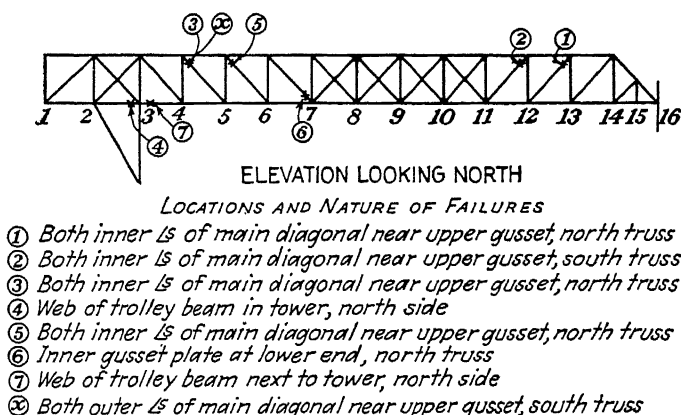 ③ ⓧ ⑤ ② ①
1 2 3 4 5 6 7 8 9 10 11 12 13 14 15 16
④ ⑦ ⑥
ELEVATION LOOKING NORTH
LOCATIONS AND NATURE OF FAILURES
① Both inner ∠s of main diagonal near upper gusset, north truss
② Both inner ∠s of main diagonal near upper gusset, south truss
③ Both inner ∠s of main diagonal near upper gusset, north truss
④ Web of trolley beam in tower, north side
⑤ Both inner ∠s of main diagonal near upper gusset, north truss
⑥ Inner gusset plate at lower end, north truss
⑦ Web of trolley beam next to tower, north side
ⓧ Both outer ∠s of main diagonal near upper gusset, south truss